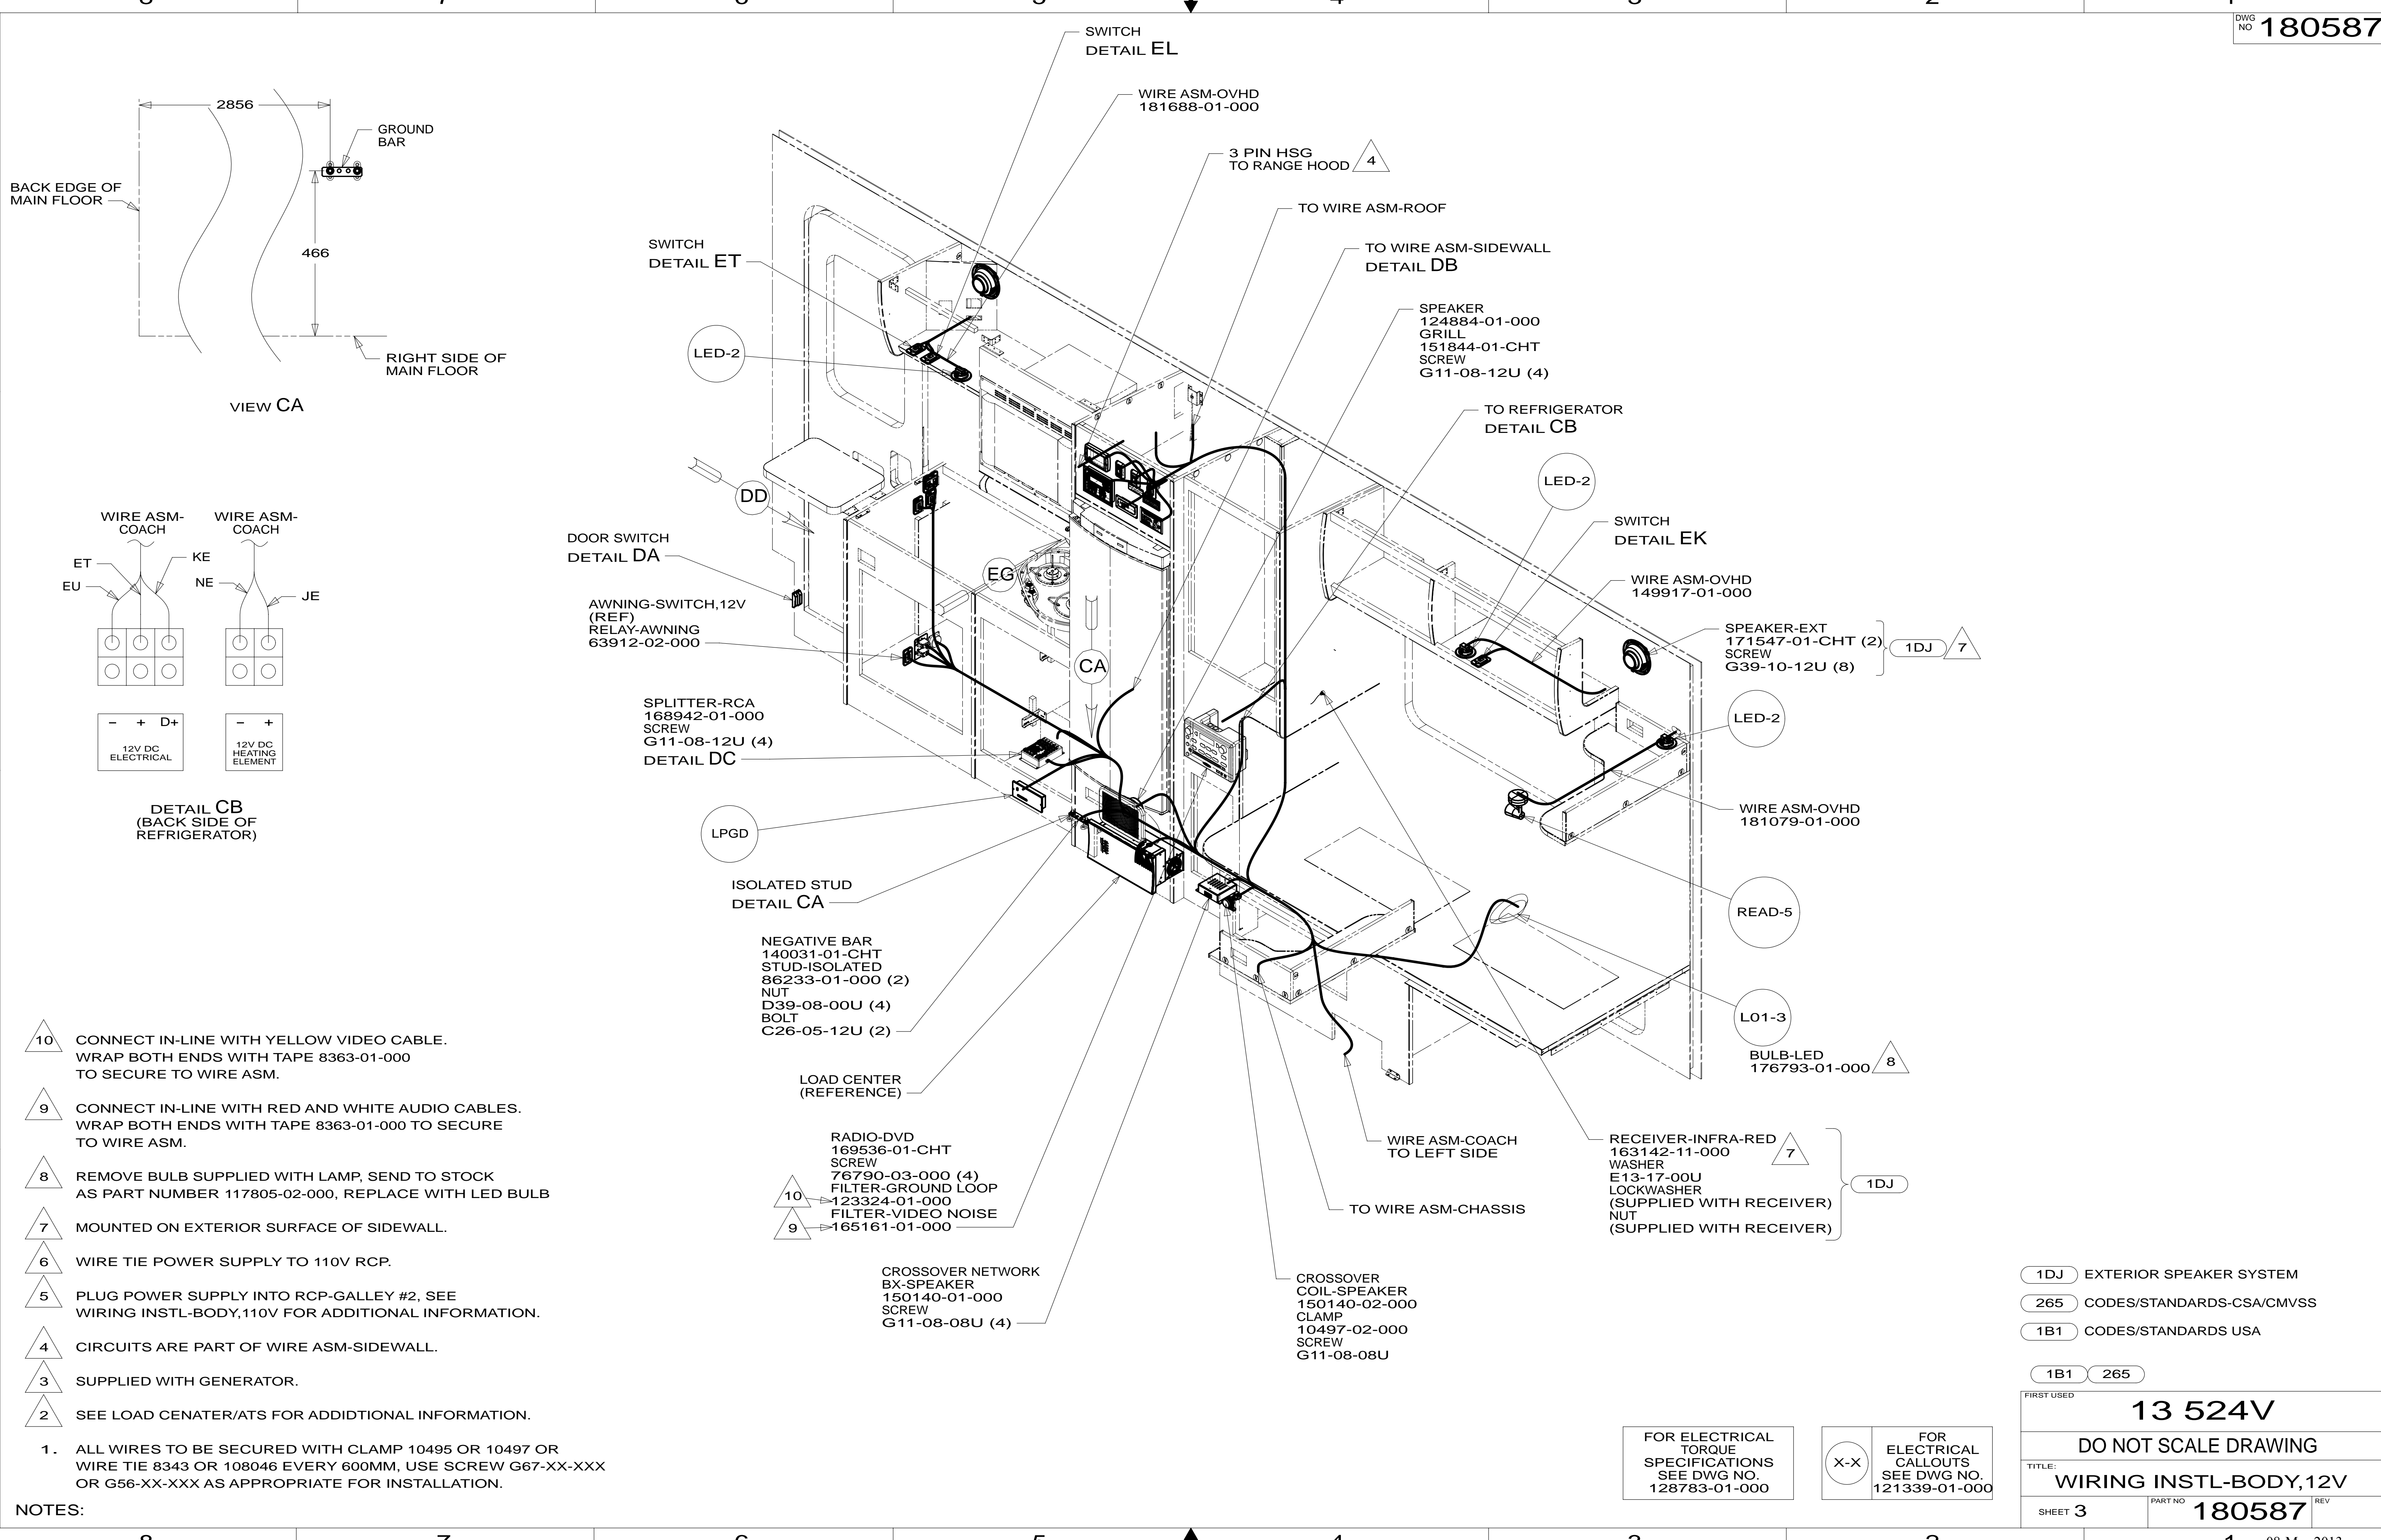 DWG NO 180587
SWITCH
DETAIL EL
WIRE ASM-OVHD
181688-01-000
3 PIN HSG
TO RANGE HOOD 4
TO WIRE ASM-ROOF
TO WIRE ASM-SIDEWALL
DETAIL DB
SWITCH
DETAIL ET
LED-2
SPEAKER
124884-01-000
GRILL
151844-01-CHT
SCREW
G11-08-12U (4)
TO REFRIGERATOR
DETAIL CB
LED-2
SWITCH
DETAIL EK
WIRE ASM-OVHD
149917-01-000
SPEAKER-EXT
171547-01-CHT (2)
SCREW
G39-10-12U (8)
1DJ 7
LED-2
WIRE ASM-OVHD
181079-01-000
READ-5
L01-3
BULB-LED
176793-01-000 8
2856
GROUND
BAR
BACK EDGE OF
MAIN FLOOR
466
RIGHT SIDE OF
MAIN FLOOR
VIEW CA
WIRE ASM-
COACH
WIRE ASM-
COACH
ET
KE
EU
NE
JE
- + D+
12V DC
ELECTRICAL
- +
12V DC
HEATING
ELEMENT
DETAIL CB
(BACK SIDE OF
REFRIGERATOR)
DD
EG
CA
DOOR SWITCH
DETAIL DA
AWNING-SWITCH,12V
(REF)
RELAY-AWNING
63912-02-000
SPLITTER-RCA
168942-01-000
SCREW
G11-08-12U (4)
DETAIL DC
LPGD
ISOLATED STUD
DETAIL CA
NEGATIVE BAR
140031-01-CHT
STUD-ISOLATED
86233-01-000 (2)
NUT
D39-08-00U (4)
BOLT
C26-05-12U (2)
LOAD CENTER
(REFERENCE)
RADIO-DVD
169536-01-CHT
SCREW
76790-03-000 (4)
FILTER-GROUND LOOP
10 123324-01-000
FILTER-VIDEO NOISE
9 165161-01-000
CROSSOVER NETWORK
BX-SPEAKER
150140-01-000
SCREW
G11-08-08U (4)
CROSSOVER
COIL-SPEAKER
150140-02-000
CLAMP
10497-02-000
SCREW
G11-08-08U
WIRE ASM-COACH
TO LEFT SIDE
TO WIRE ASM-CHASSIS
RECEIVER-INFRA-RED
163142-11-000 7
WASHER
E13-17-00U
LOCKWASHER
(SUPPLIED WITH RECEIVER)
NUT
(SUPPLIED WITH RECEIVER)
1DJ
10 CONNECT IN-LINE WITH YELLOW VIDEO CABLE.
WRAP BOTH ENDS WITH TAPE 8363-01-000
TO SECURE TO WIRE ASM.
9 CONNECT IN-LINE WITH RED AND WHITE AUDIO CABLES.
WRAP BOTH ENDS WITH TAPE 8363-01-000 TO SECURE
TO WIRE ASM.
8 REMOVE BULB SUPPLIED WITH LAMP, SEND TO STOCK
AS PART NUMBER 117805-02-000, REPLACE WITH LED BULB
7 MOUNTED ON EXTERIOR SURFACE OF SIDEWALL.
6 WIRE TIE POWER SUPPLY TO 110V RCP.
5 PLUG POWER SUPPLY INTO RCP-GALLEY #2, SEE
WIRING INSTL-BODY,110V FOR ADDITIONAL INFORMATION.
4 CIRCUITS ARE PART OF WIRE ASM-SIDEWALL.
3 SUPPLIED WITH GENERATOR.
2 SEE LOAD CENATER/ATS FOR ADDIDTIONAL INFORMATION.
1. ALL WIRES TO BE SECURED WITH CLAMP 10495 OR 10497 OR
WIRE TIE 8343 OR 108046 EVERY 600MM, USE SCREW G67-XX-XXX
OR G56-XX-XXX AS APPROPRIATE FOR INSTALLATION.
NOTES:
FOR ELECTRICAL
TORQUE
SPECIFICATIONS
SEE DWG NO.
128783-01-000
X-X
FOR
ELECTRICAL
CALLOUTS
SEE DWG NO.
121339-01-000
1DJ EXTERIOR SPEAKER SYSTEM
265 CODES/STANDARDS-CSA/CMVSS
1B1 CODES/STANDARDS USA
1B1 265
FIRST USED
13 524V
DO NOT SCALE DRAWING
TITLE:
WIRING INSTL-BODY,12V
SHEET 3 PART NO 180587 REV